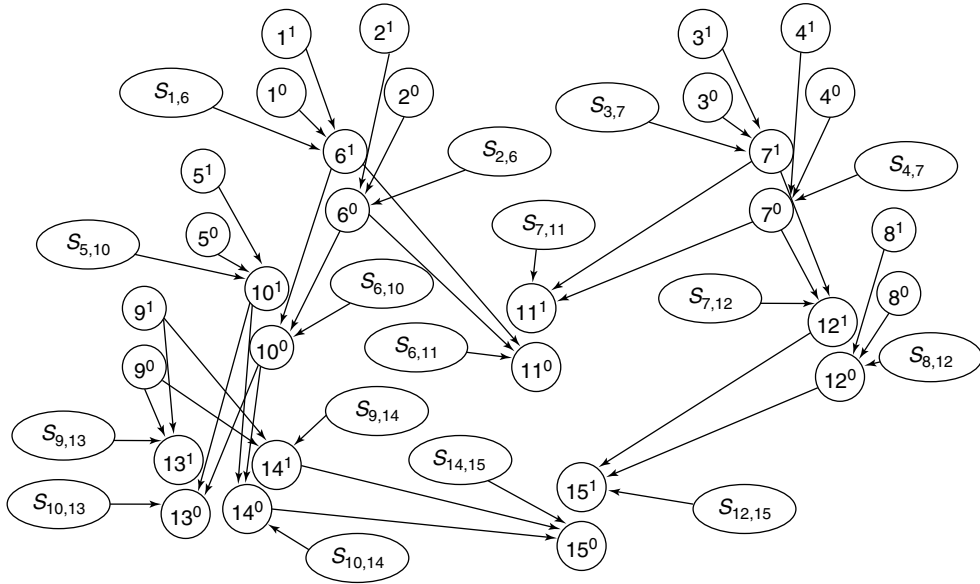 1¹
2¹
3¹
4¹
S₁,₆
1⁰
2⁰
S₃,₇
3⁰
4⁰
6¹
S₂,₆
7¹
S₄,₇
5¹
6⁰
7⁰
S₅,₁₀
5⁰
S₇,₁₁
8¹
10¹
S₆,₁₀
11¹
S₇,₁₂
8⁰
9¹
12¹
10⁰
S₆,₁₁
11⁰
S₈,₁₂
9⁰
12⁰
S₉,₁₄
S₉,₁₃
13¹
14¹
S₁₄,₁₅
15¹
S₁₀,₁₃
13⁰
14⁰
S₁₂,₁₅
15⁰
S₁₀,₁₄